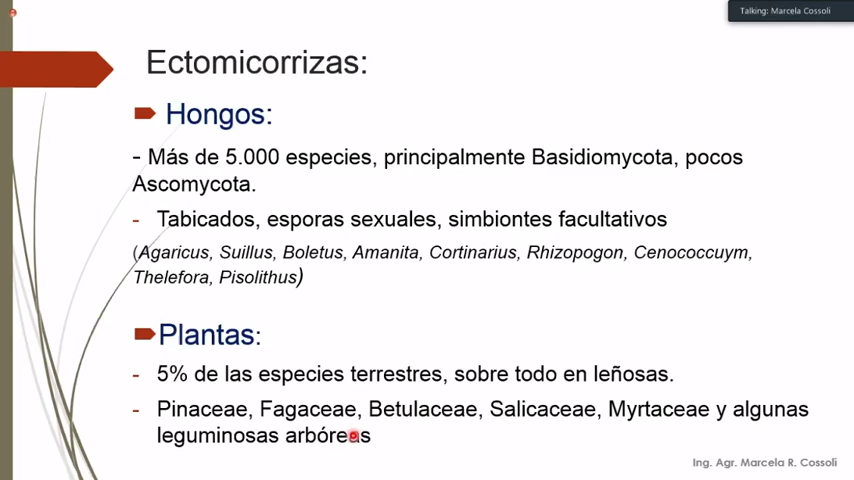 Talking: Marcela Cossoli
Ectomicorrizas:
Hongos:
- Más de 5.000 especies, principalmente Basidiomycota, pocos
Ascomycota.
- Tabicados, esporas sexuales, simbiontes facultativos
(Agaricus, Suillus, Boletus, Amanita, Cortinarius, Rhizopogon, Cenococcuym,
Thelefora, Pisolithus)
Plantas:
- 5% de las especies terrestres, sobre todo en leñosas.
- Pinaceae, Fagaceae, Betulaceae, Salicaceae, Myrtaceae y algunas
leguminosas arbóreas
Ing. Agr. Marcela R. Cossoli